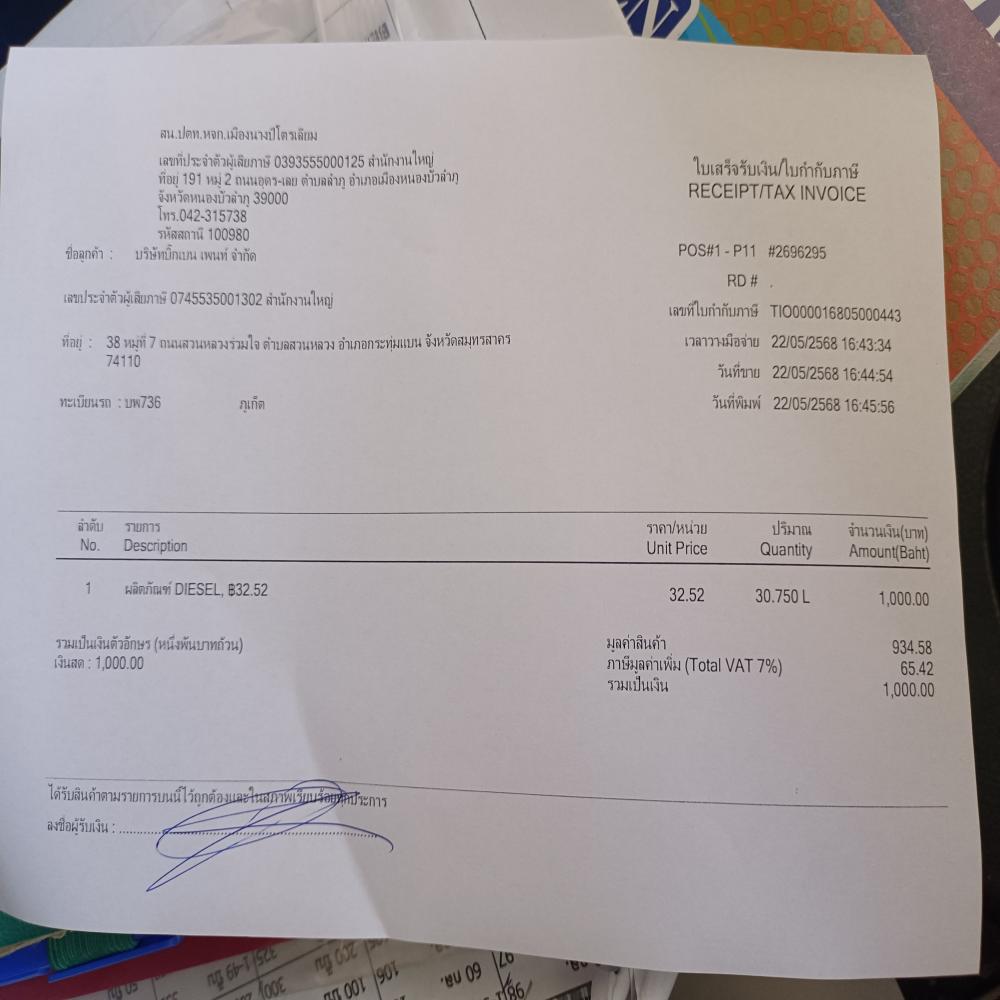 สน.ปตท.หจก.เมืองนางปิโตรเลียม
เลขที่ประจำตัวผู้เสียภาษี 0393555000125 สำนักงานใหญ่
ที่อยู่ 191 หมู่ 2 ถนนอุดร-เลย ตำบลลำภู อำเภอเมืองหนองบัวลำภู
จังหวัดหนองบัวลำภู 39000
โทร.042-315738
รหัสสถานี 100980
ใบเสร็จรับเงิน/ใบกำกับภาษี
RECEIPT/TAX INVOICE
ชื่อลูกค้า : บริษัทบิ๊กเบน เพนท์ จำกัด
POS#1 - P11 #2696295
RD # .
เลขประจำตัวผู้เสียภาษี 0745535001302 สำนักงานใหญ่
เลขที่ใบกำกับภาษี TIO000016805000443
ที่อยู่ : 38 หมู่ที่ 7 ถนนสวนหลวงร่วมใจ ตำบลสวนหลวง อำเภอกระทุ่มแบน จังหวัดสมุทรสาคร
74110
เวลาวางมือจ่าย 22/05/2568 16:43:34
วันที่ขาย 22/05/2568 16:44:54
ทะเบียนรถ : บพ736 ภูเก็ต
วันที่พิมพ์ 22/05/2568 16:45:56
ลำดับ รายการ ราคา/หน่วย ปริมาณ จำนวนเงิน(บาท)
No. Description Unit Price Quantity Amount(Baht)
1 ผลิตภัณฑ์ DIESEL, ฿32.52 32.52 30.750 L 1,000.00
รวมเป็นเงินตัวอักษร (หนึ่งพันบาทถ้วน) มูลค่าสินค้า 934.58
เงินสด : 1,000.00 ภาษีมูลค่าเพิ่ม (Total VAT 7%) 65.42
รวมเป็นเงิน 1,000.00
ได้รับสินค้าตามรายการบนนี้ไว้ถูกต้องและในสภาพเรียบร้อยทุกประการ
ลงชื่อผู้รับเงิน :